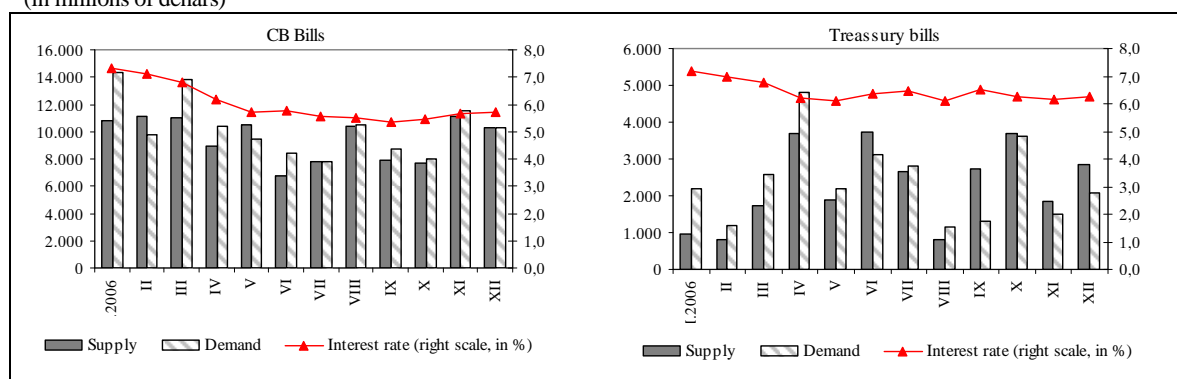 (in millions of denars)
CB Bills
16.000
14.000
12.000
10.000
8.000
6.000
4.000
2.000
0
8,0
7,0
6,0
5,0
4,0
3,0
2,0
1,0
0,0
.2006
II
III
IV
V
VI
VII
VIII
IX
X
XI
XII
Supply
Demand
Interest rate (right scale, in %)
Treassury bills
6.000
5.000
4.000
3.000
2.000
1.000
0
8,0
7,0
6,0
5,0
4,0
3,0
2,0
1,0
0,0
I.2006
II
III
IV
V
VI
VII
VIII
IX
X
XI
XII
Supply
Demand
Interest rate (right scale, in %)